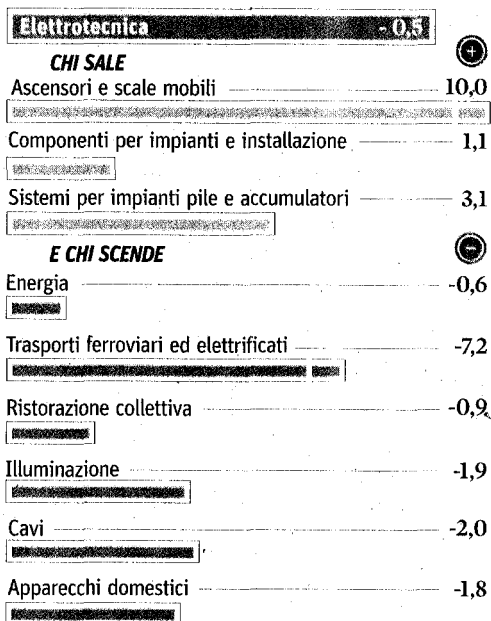 Elettrotecnica - 0,5
CHI SALE +
Ascensori e scale mobili 10,0
Componenti per impianti e installazione 1,1
Sistemi per impianti pile e accumulatori 3,1
E CHI SCENDE -
Energia -0,6
Trasporti ferroviari ed elettrificati -7,2
Ristorazione collettiva -0,9
Illuminazione -1,9
Cavi -2,0
Apparecchi domestici -1,8